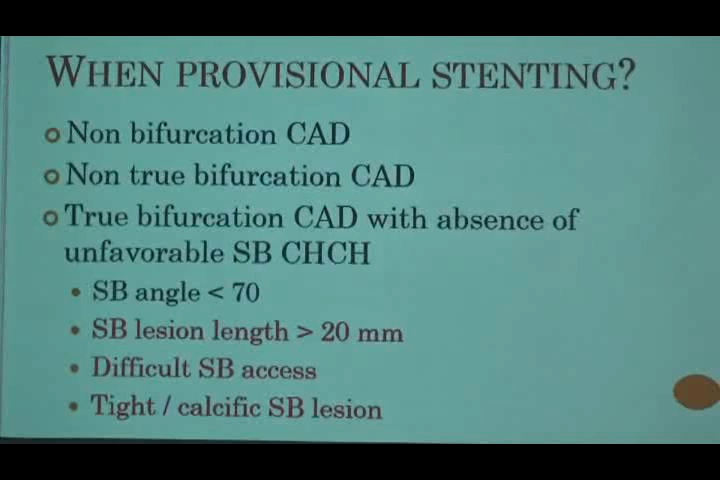 WHEN PROVISIONAL STENTING?
Non bifurcation CAD
Non true bifurcation CAD
True bifurcation CAD with absence of
unfavorable SB CHCH
SB angle < 70
SB lesion length > 20 mm
Difficult SB access
Tight / calcific SB lesion